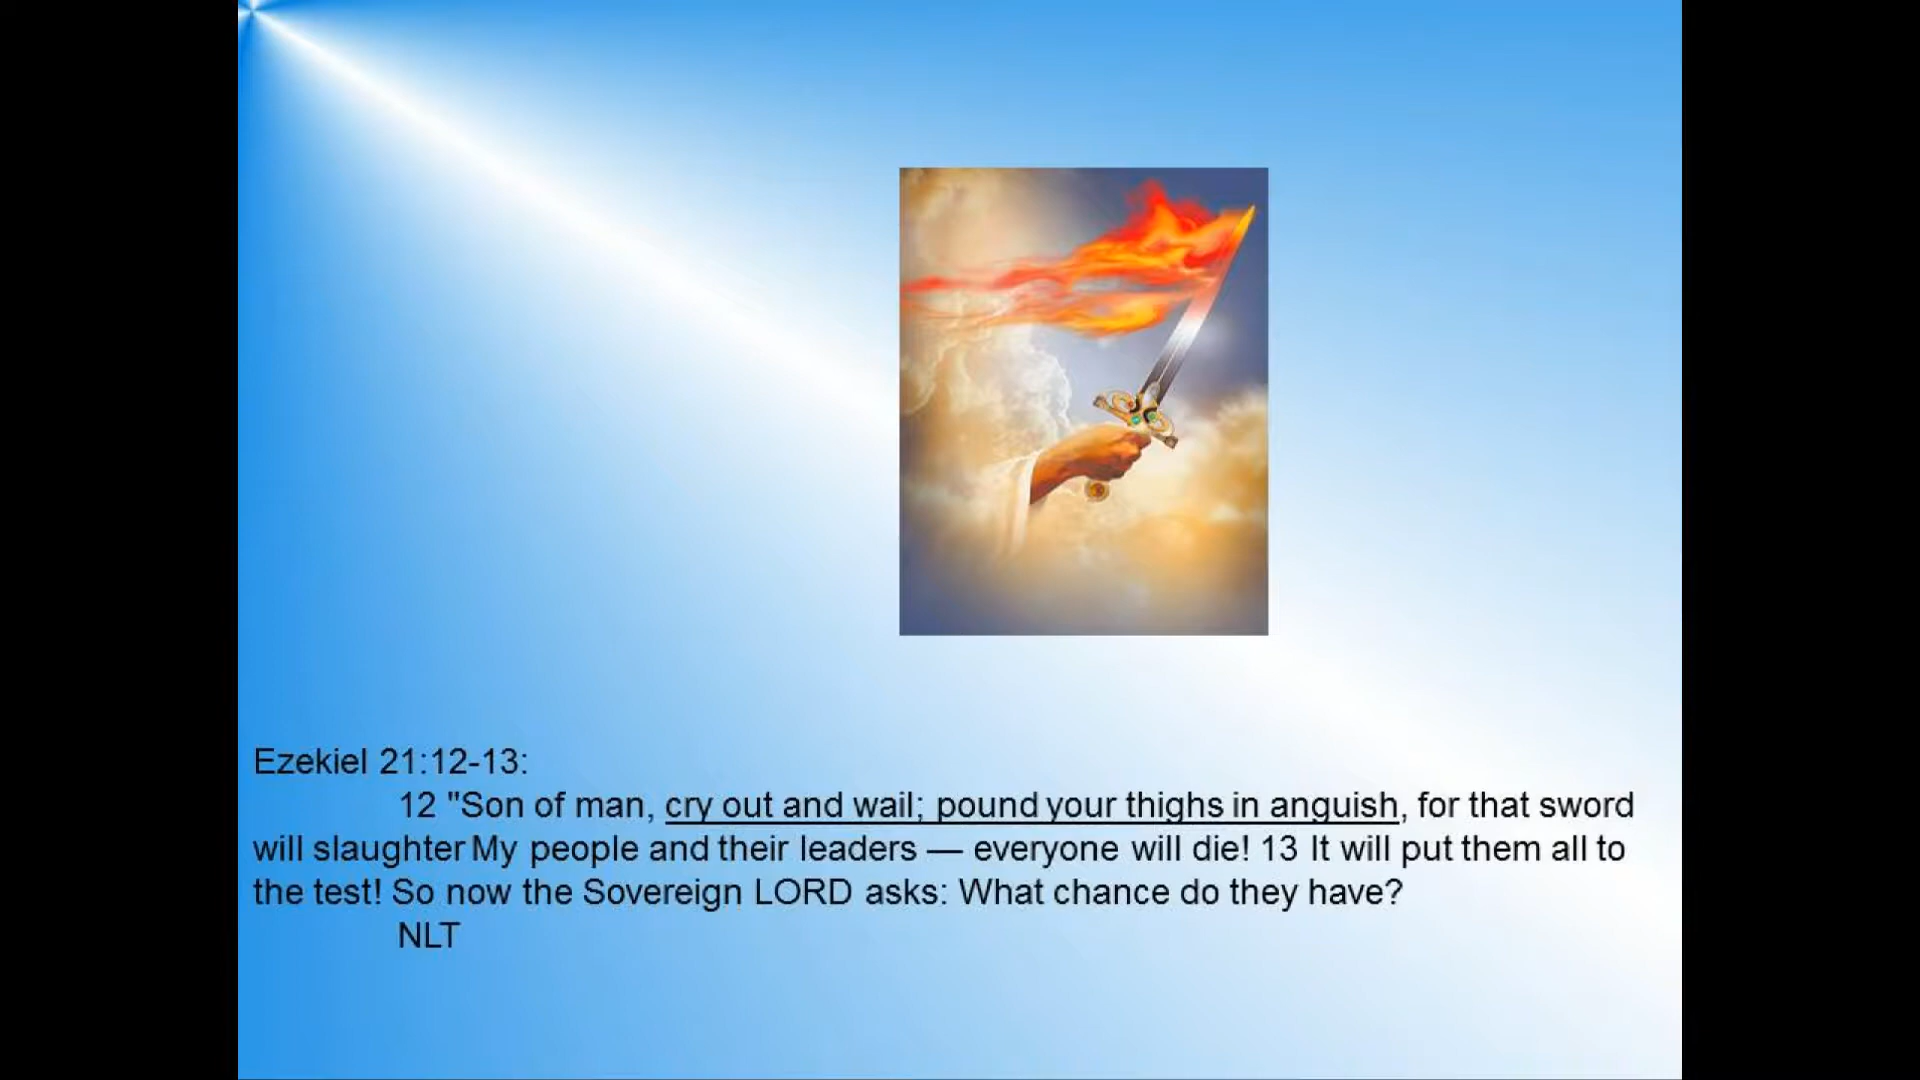 Ezekiel 21:12-13:
12 "Son of man, cry out and wail; pound your thighs in anguish, for that sword
will slaughter My people and their leaders — everyone will die! 13 It will put them all to
the test! So now the Sovereign LORD asks: What chance do they have?
NLT